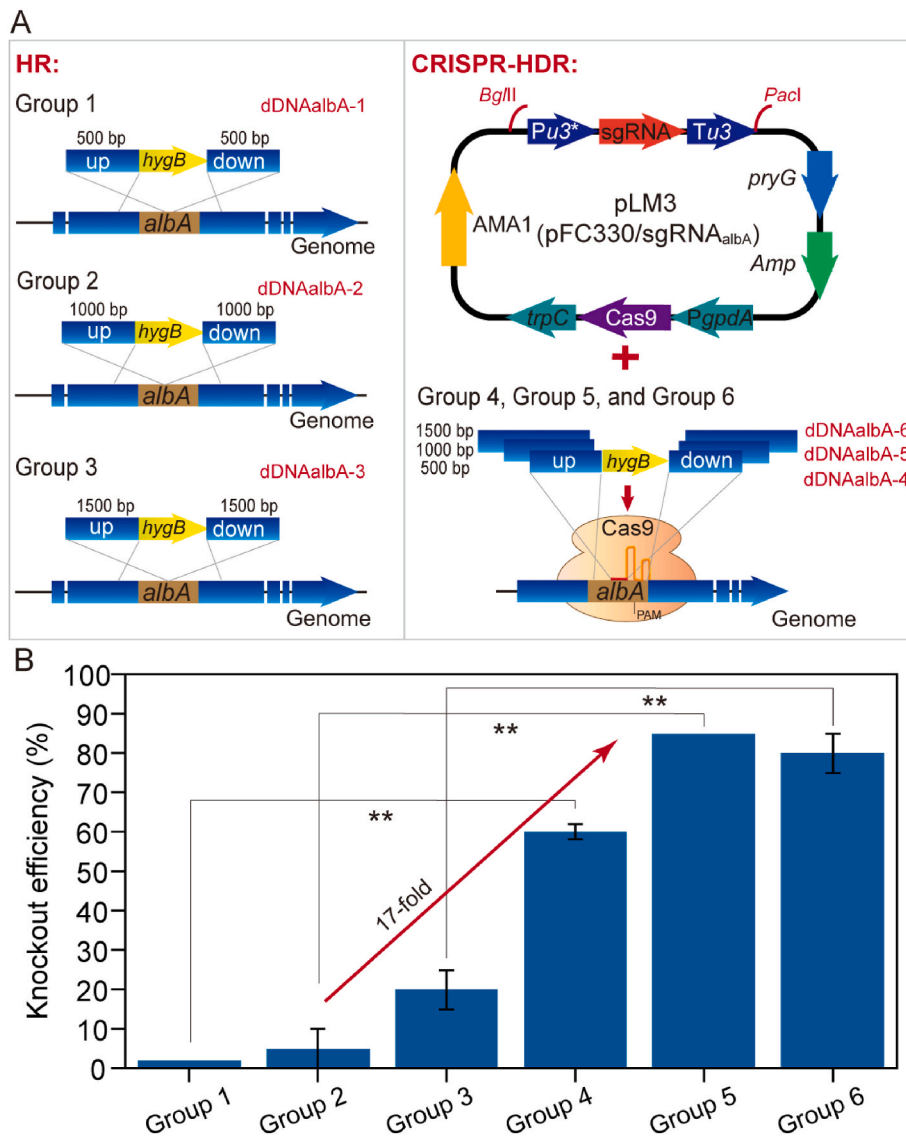 A
HR:
Group 1
dDNAalbA-1
500 bp
500 bp
up
hygB
down
albA
Genome
Group 2
dDNAalbA-2
1000 bp
1000 bp
up
hygB
down
albA
Genome
Group 3
dDNAalbA-3
1500 bp
1500 bp
up
hygB
down
albA
Genome
CRISPR-HDR:
BglII
PacI
Pu3*
sgRNA
Tu3
pryG
AMA1
pLM3
(pFC330/sgRNAalbA)
Amp
trpC
Cas9
PgpdA
+
Group 4, Group 5, and Group 6
1500 bp
1000 bp
500 bp
dDNAalbA-6
dDNAalbA-5
dDNAalbA-4
up
hygB
down
Cas9
albA
PAM
Genome
B
Knockout efficiency (%)
100
90
80
70
60
50
40
30
20
10
0
**
**
**
17-fold
Group 1
Group 2
Group 3
Group 4
Group 5
Group 6